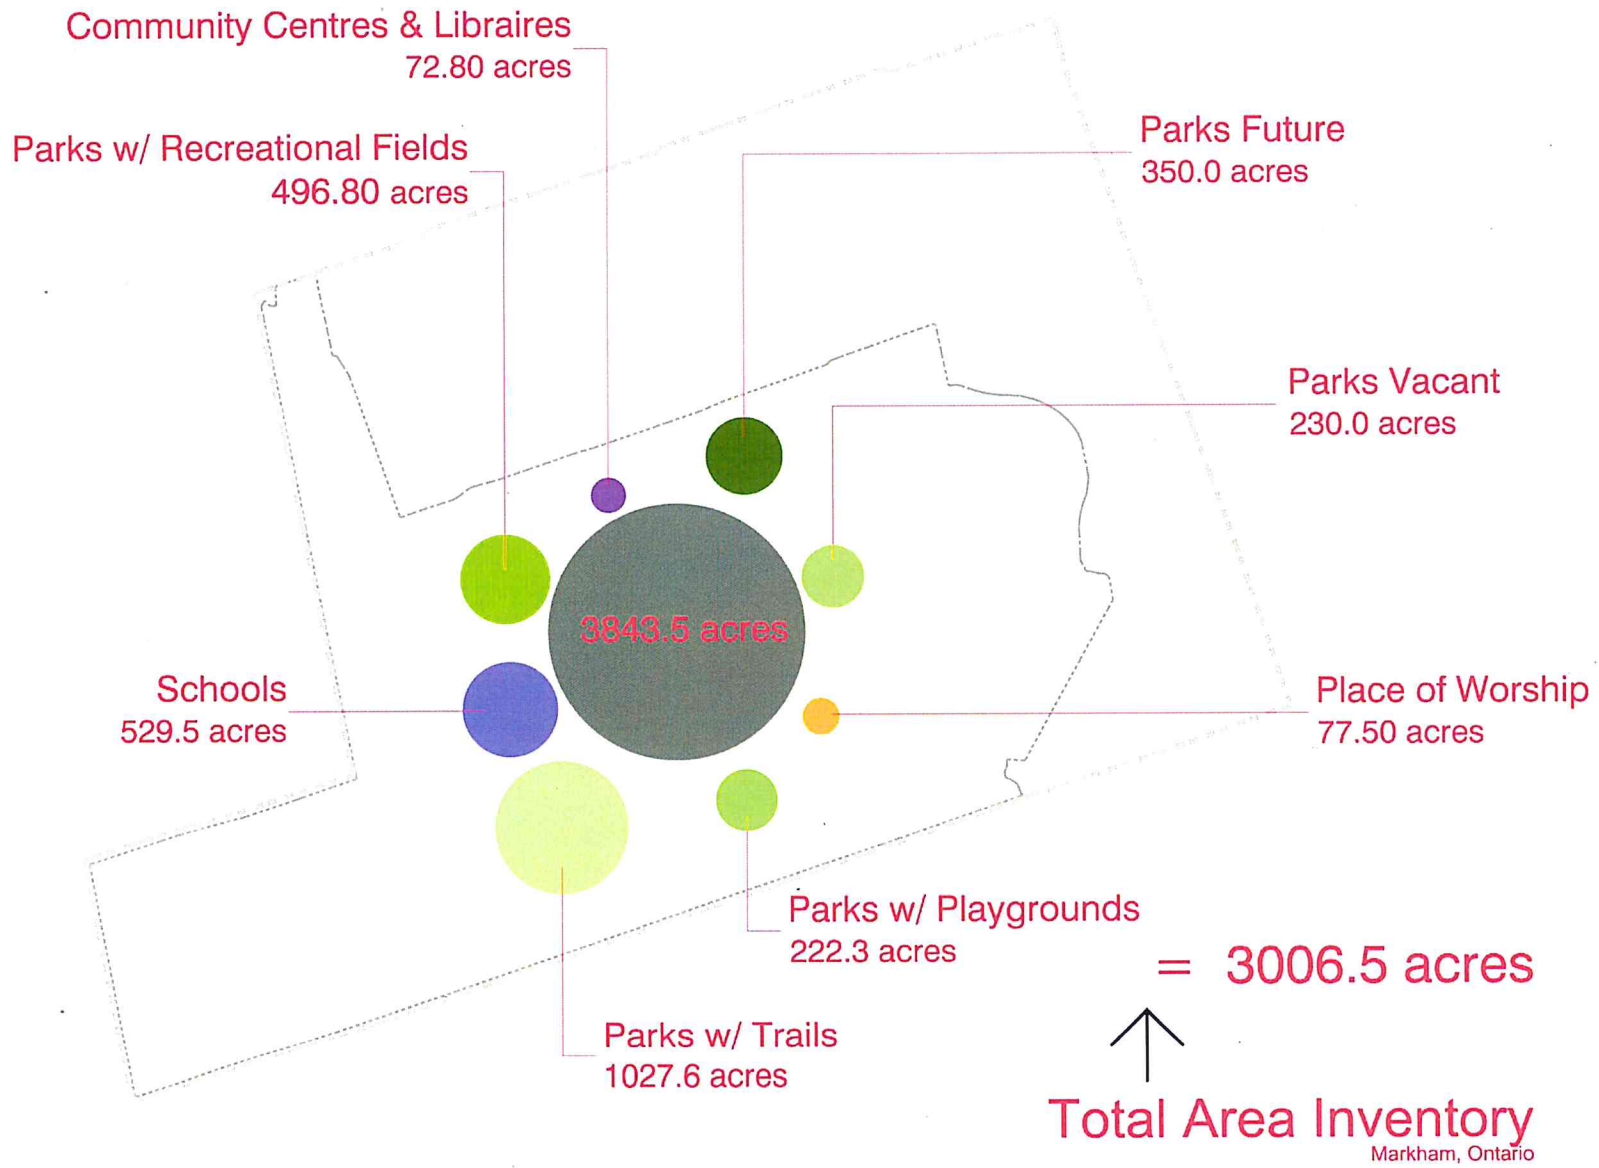 Community Centres & Libraires
72.80 acres
Parks w/ Recreational Fields
496.80 acres
Parks Future
350.0 acres
Parks Vacant
230.0 acres
3843.5 acres
Schools
529.5 acres
Place of Worship
77.50 acres
Parks w/ Playgrounds
222.3 acres
= 3006.5 acres
Parks w/ Trails
1027.6 acres
Total Area Inventory
Markham, Ontario